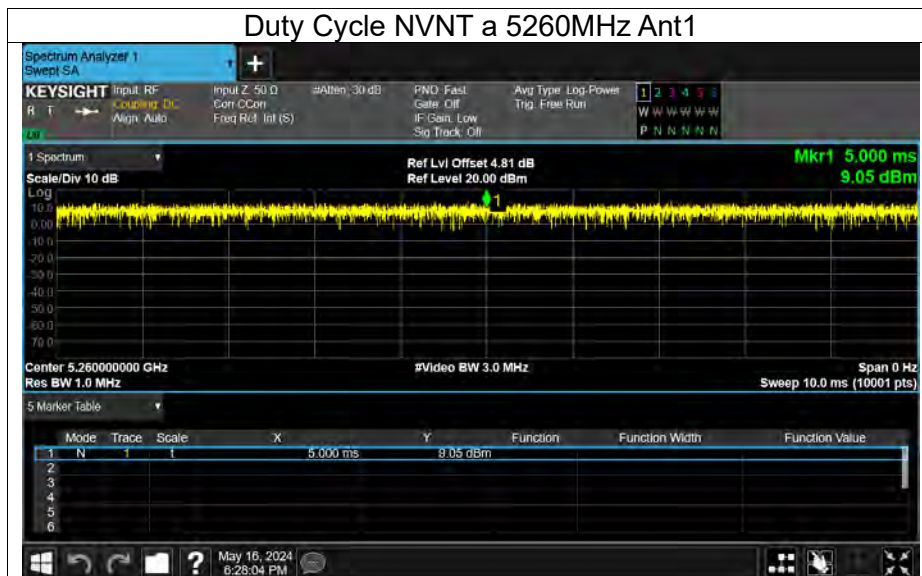 Duty Cycle NVNT a 5260MHz Ant1
Spectrum Analyzer 1
Swept SA
+
KEYSIGHT Input: RF Input Z: 50 Ω #Atten: 30 dB PNO: Fast Avg Type: Log-Power 1 2 3 4 5 6
R T Coupling: DC Corr CCorr Gate: Off Trig: Free Run W W W W W W
Align: Auto Freq Ref: Int (S) IF Gain: Low P N N N N N
Sig Track: Off
1 Spectrum Ref Lvl Offset 4.81 dB Mkr1 5.000 ms
Scale/Div 10 dB Ref Level 20.00 dBm 9.05 dBm
Log
10.0
1
0.00
-10.0
-20.0
-30.0
-40.0
-50.0
-60.0
-70.0
Center 5.260000000 GHz #Video BW 3.0 MHz Span 0 Hz
Res BW 1.0 MHz Sweep 10.0 ms (10001 pts)
5 Marker Table
Mode Trace Scale X Y Function Function Width Function Value
1 N 1 t 5.000 ms 9.05 dBm
2
3
4
5
6
? May 16, 2024
6:28:04 PM